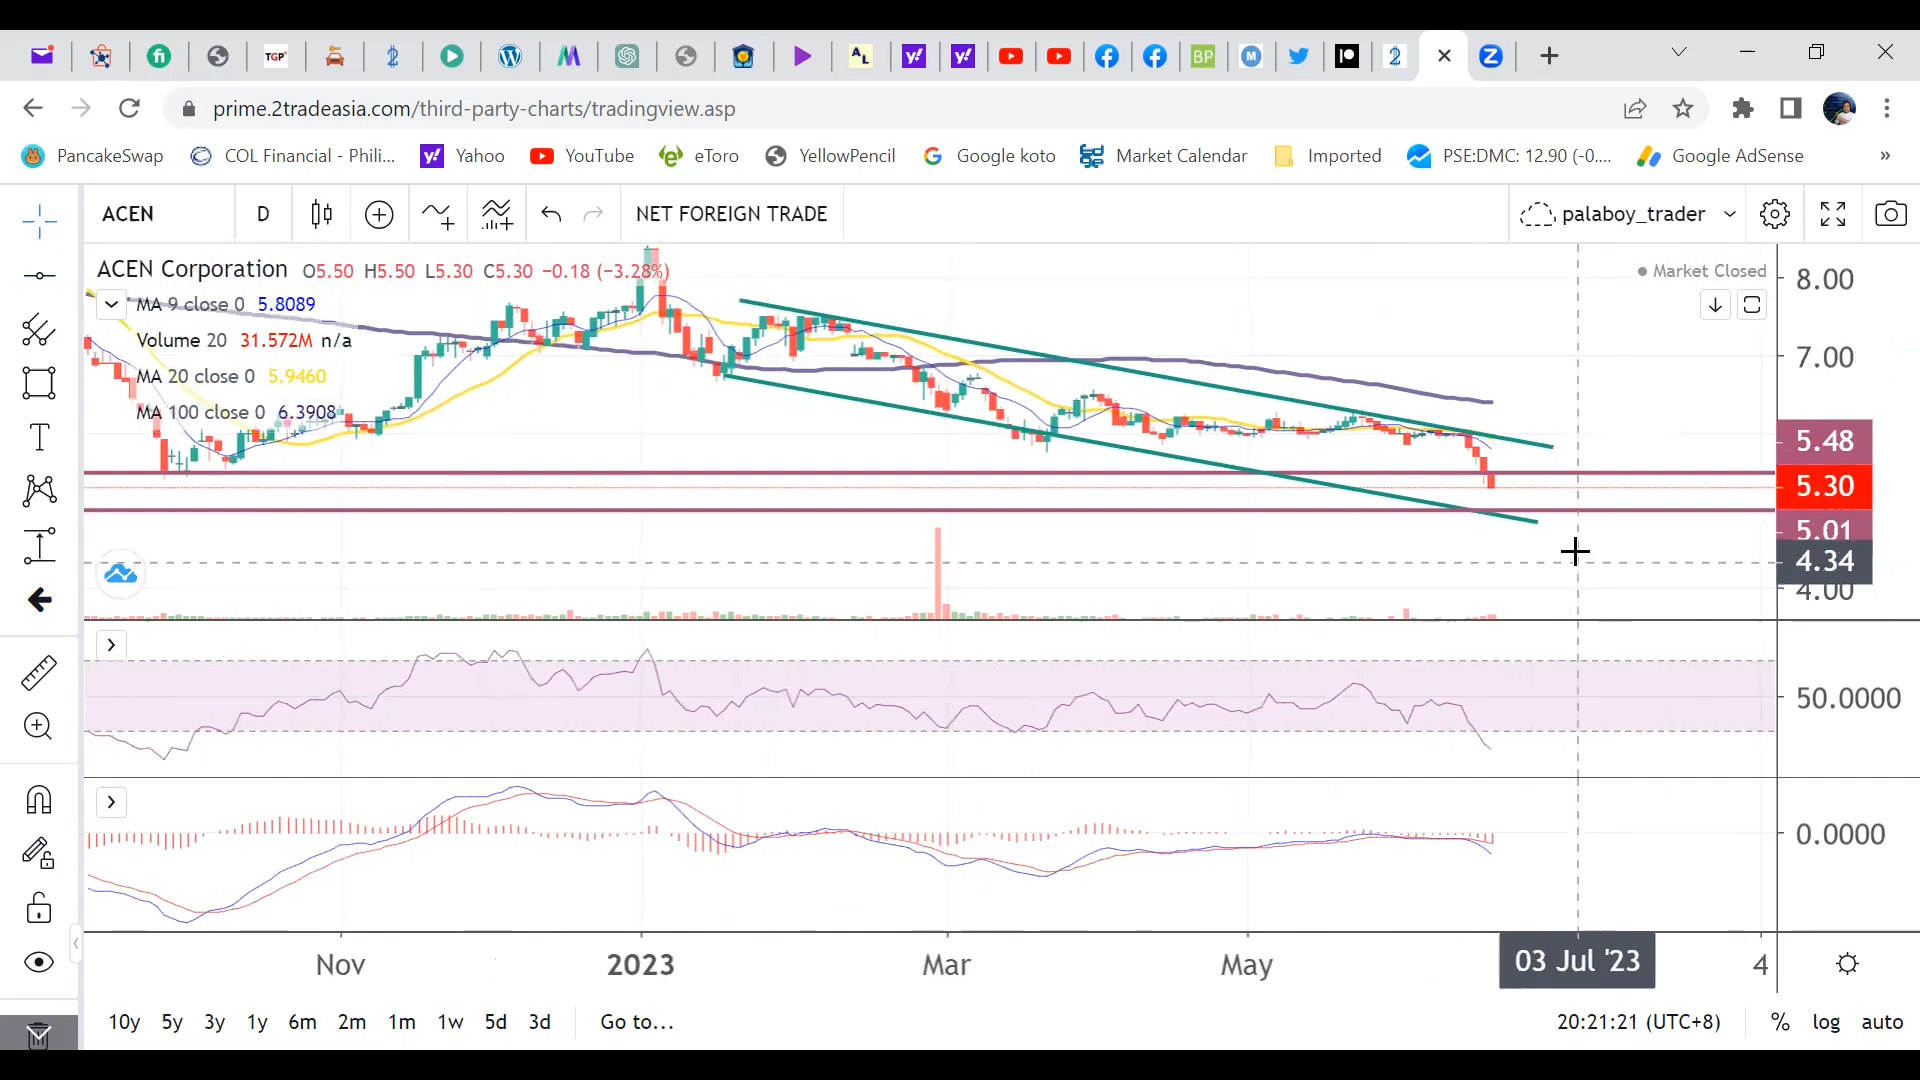 TGP
AL
BP
M
prime.2tradeasia.com/third-party-charts/tradingview.asp
PancakeSwap COL Financial - Phili... Yahoo YouTube eToro YellowPencil Google koto Market Calendar Imported PSE:DMC: 12.90 (-0.... Google AdSense »
ACEN D NET FOREIGN TRADE palaboy_trader
ACEN Corporation O5.50 H5.50 L5.30 C5.30 −0.18 (−3.28%) Market Closed
MA 9 close 0 5.8089
Volume 20 31.572M n/a
MA 20 close 0 5.9460
MA 100 close 0 6.3908
8.00
7.00
5.48
5.30
5.01
4.34
4.00
50.0000
0.0000
Nov 2023 Mar May 03 Jul '23 4
10y 5y 3y 1y 6m 2m 1m 1w 5d 3d Go to... 20:21:21 (UTC+8) % log auto